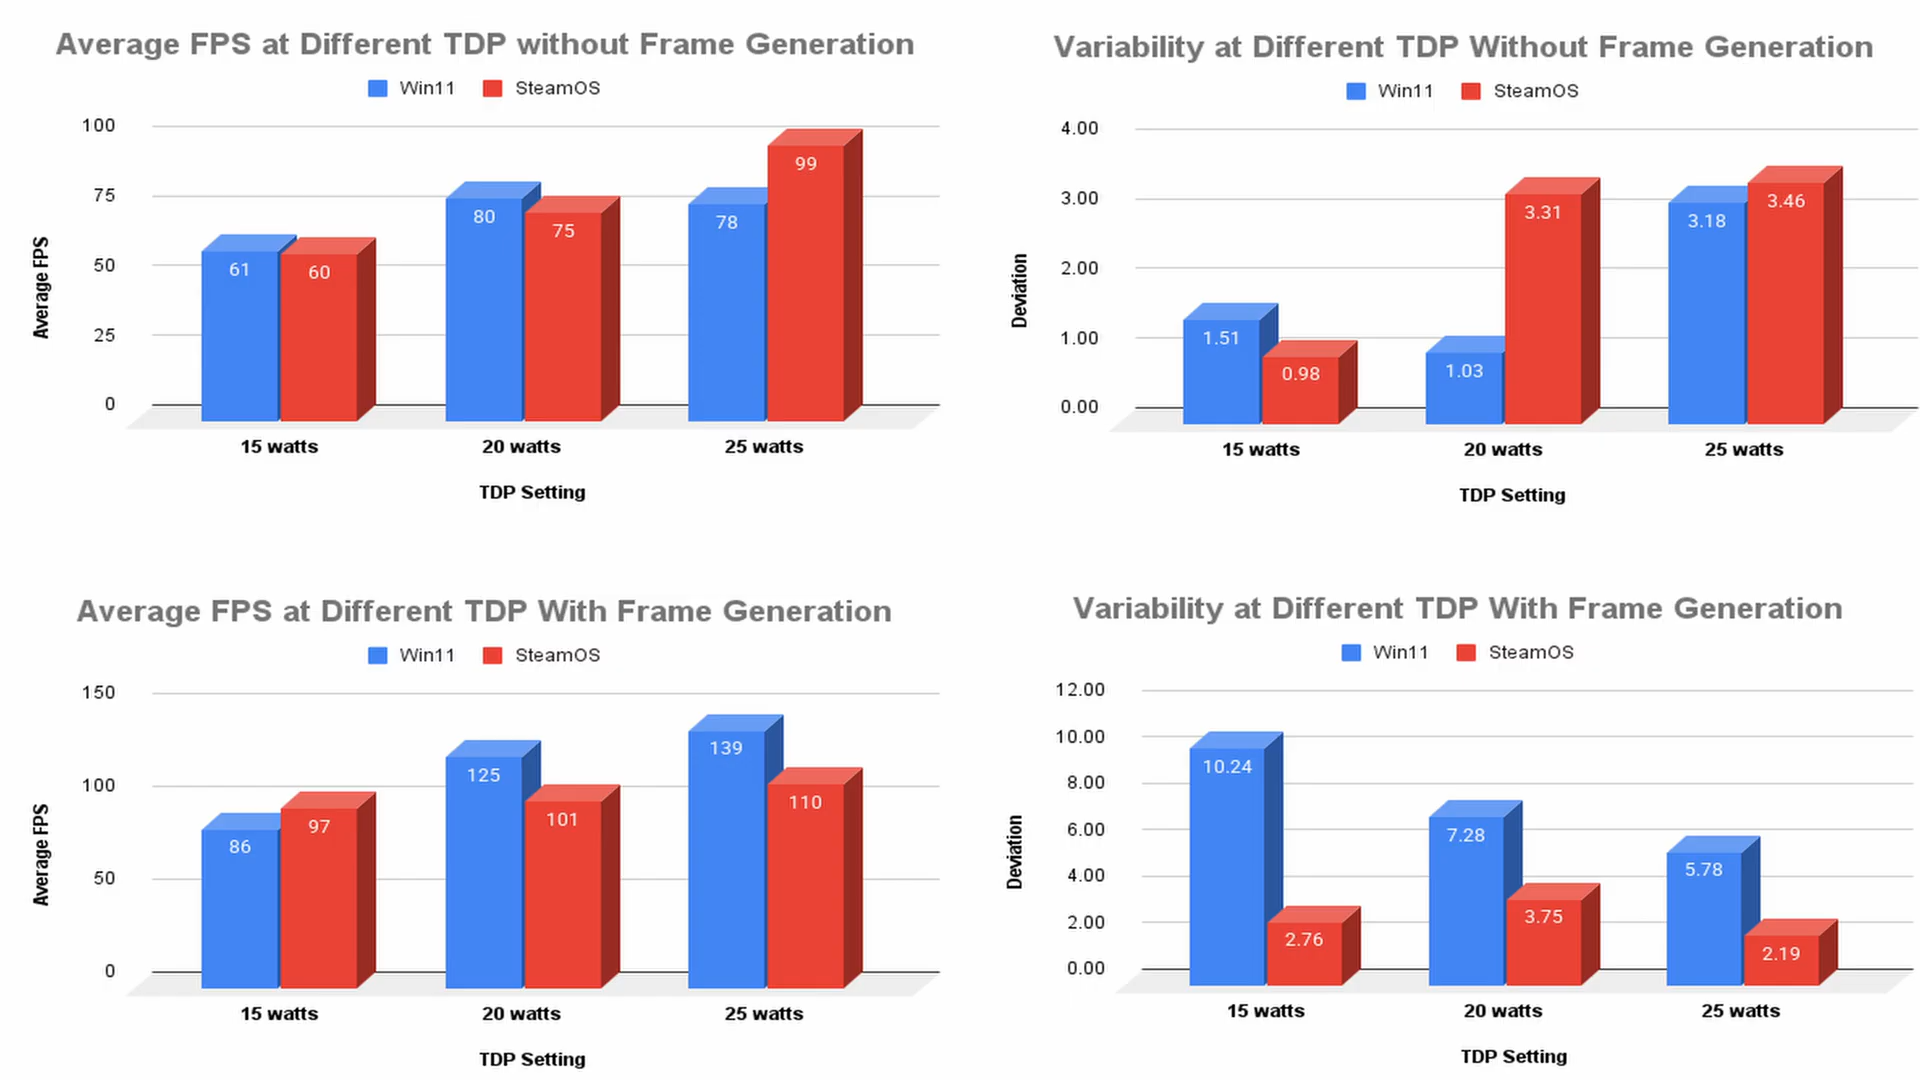 Average FPS at Different TDP without Frame Generation
Win11 SteamOS
100
75
50
25
0
Average FPS
61 60 80 75 78 99
15 watts 20 watts 25 watts
TDP Setting
Variability at Different TDP Without Frame Generation
Win11 SteamOS
4.00
3.00
2.00
1.00
0.00
Deviation
1.51 0.98 1.03 3.31 3.18 3.46
15 watts 20 watts 25 watts
TDP Setting
Average FPS at Different TDP With Frame Generation
Win11 SteamOS
150
100
50
0
Average FPS
86 97 125 101 139 110
15 watts 20 watts 25 watts
TDP Setting
Variability at Different TDP With Frame Generation
Win11 SteamOS
12.00
10.00
8.00
6.00
4.00
2.00
0.00
Deviation
10.24 2.76 7.28 3.75 5.78 2.19
15 watts 20 watts 25 watts
TDP Setting